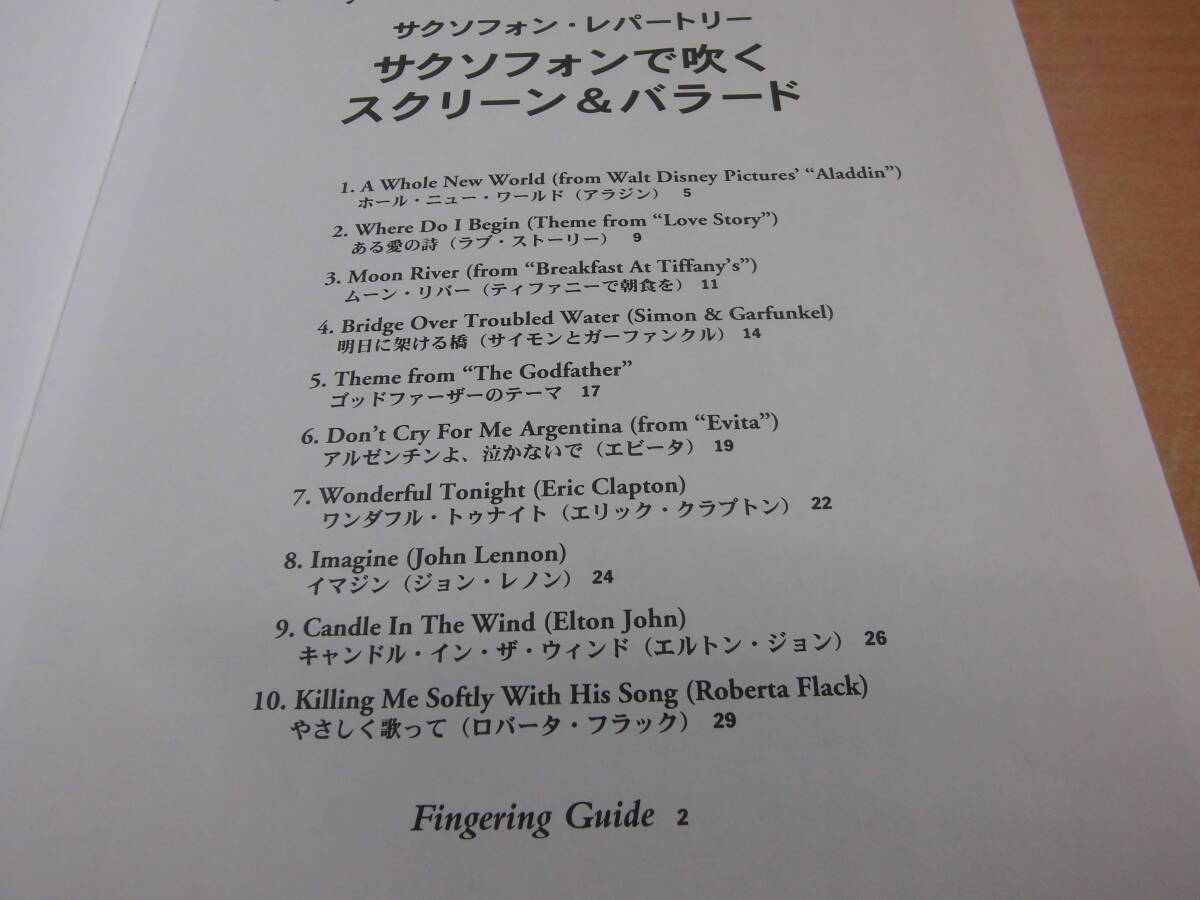 サクソフォン・レパートリー
サクソフォンで吹く
スクリーン＆バラード
1. A Whole New World (from Walt Disney Pictures' “Aladdin”)
ホール・ニュー・ワールド（アラジン） 5
2. Where Do I Begin (Theme from “Love Story”)
ある愛の詩（ラブ・ストーリー） 9
3. Moon River (from “Breakfast At Tiffany's”)
ムーン・リバー（ティファニーで朝食を） 11
4. Bridge Over Troubled Water (Simon & Garfunkel)
明日に架ける橋（サイモンとガーファンクル） 14
5. Theme from “The Godfather”
ゴッドファーザーのテーマ 17
6. Don't Cry For Me Argentina (from “Evita”)
アルゼンチンよ、泣かないで（エビータ） 19
7. Wonderful Tonight (Eric Clapton)
ワンダフル・トゥナイト（エリック・クラプトン） 22
8. Imagine (John Lennon)
イマジン（ジョン・レノン） 24
9. Candle In The Wind (Elton John)
キャンドル・イン・ザ・ウィンド（エルトン・ジョン） 26
10. Killing Me Softly With His Song (Roberta Flack)
やさしく歌って（ロバータ・フラック） 29
Fingering Guide 2